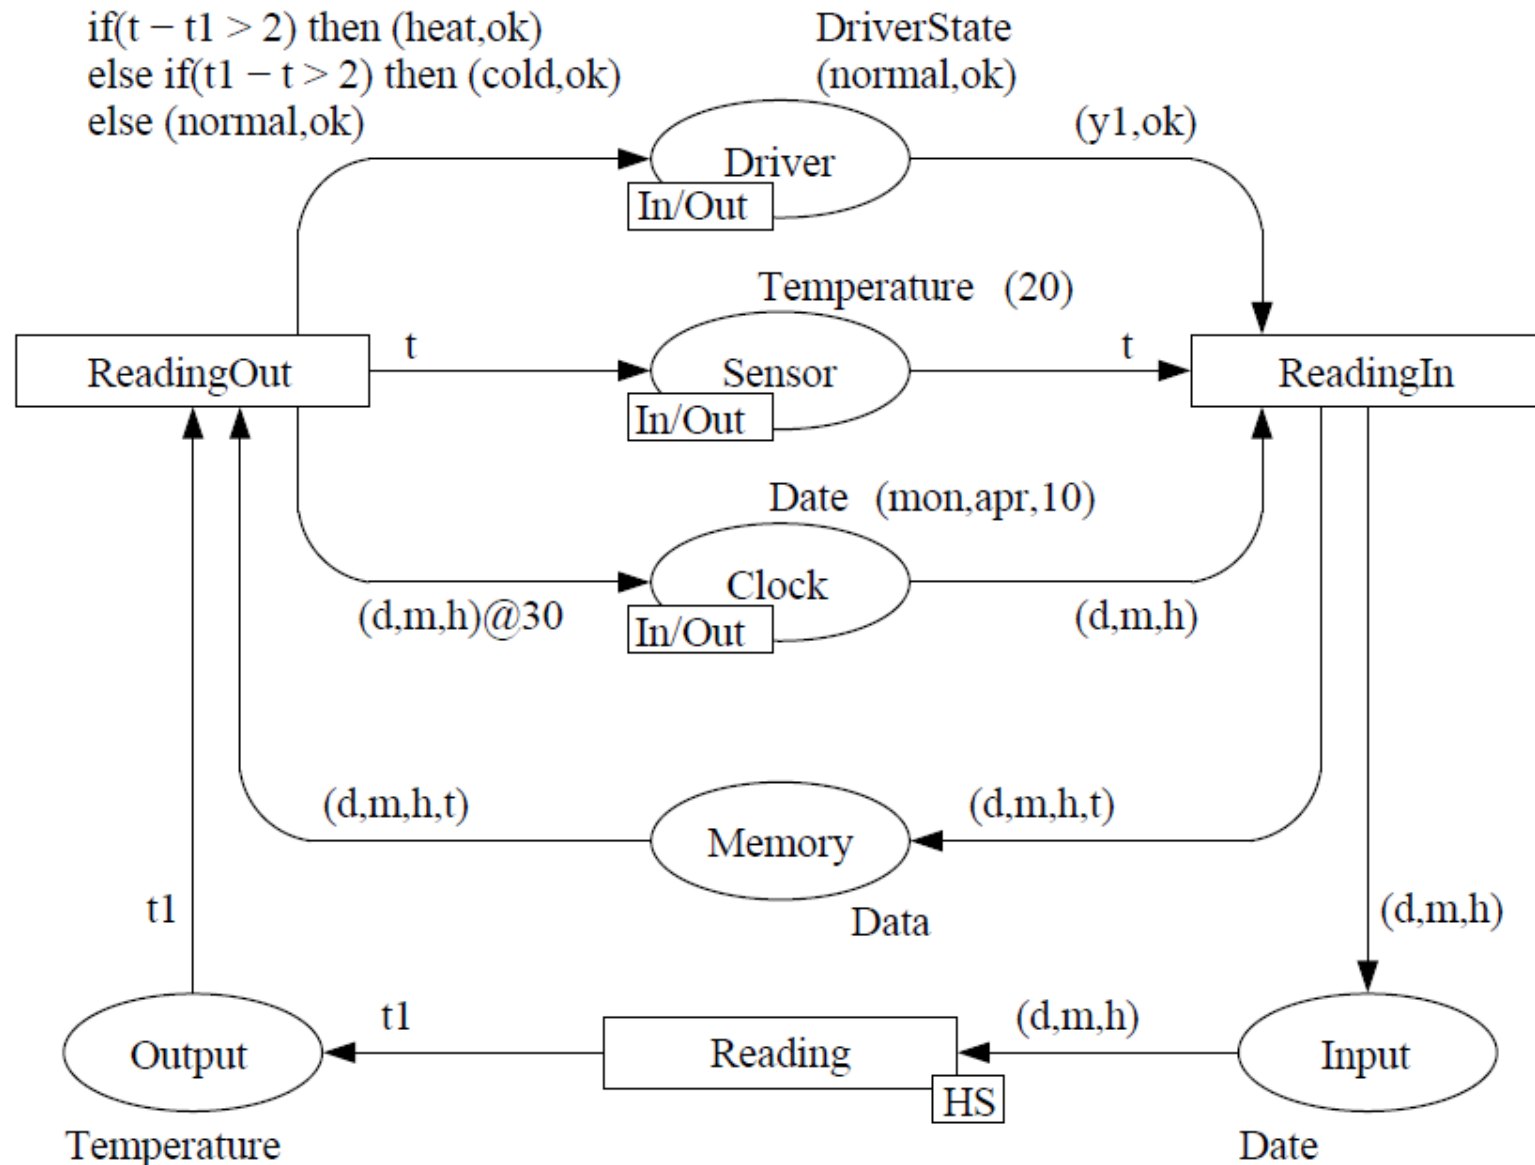 if(t − t1 > 2) then (heat,ok)
else if(t1 − t > 2) then (cold,ok)
else (normal,ok)
DriverState
(normal,ok)
(y1,ok)
Driver
In/Out
Temperature (20)
ReadingOut
t
Sensor
t
ReadingIn
In/Out
Date (mon,apr,10)
Clock
(d,m,h)@30
In/Out
(d,m,h)
(d,m,h,t)
Memory
(d,m,h,t)
t1
Data
(d,m,h)
Output
t1
Reading
(d,m,h)
Input
HS
Temperature
Date